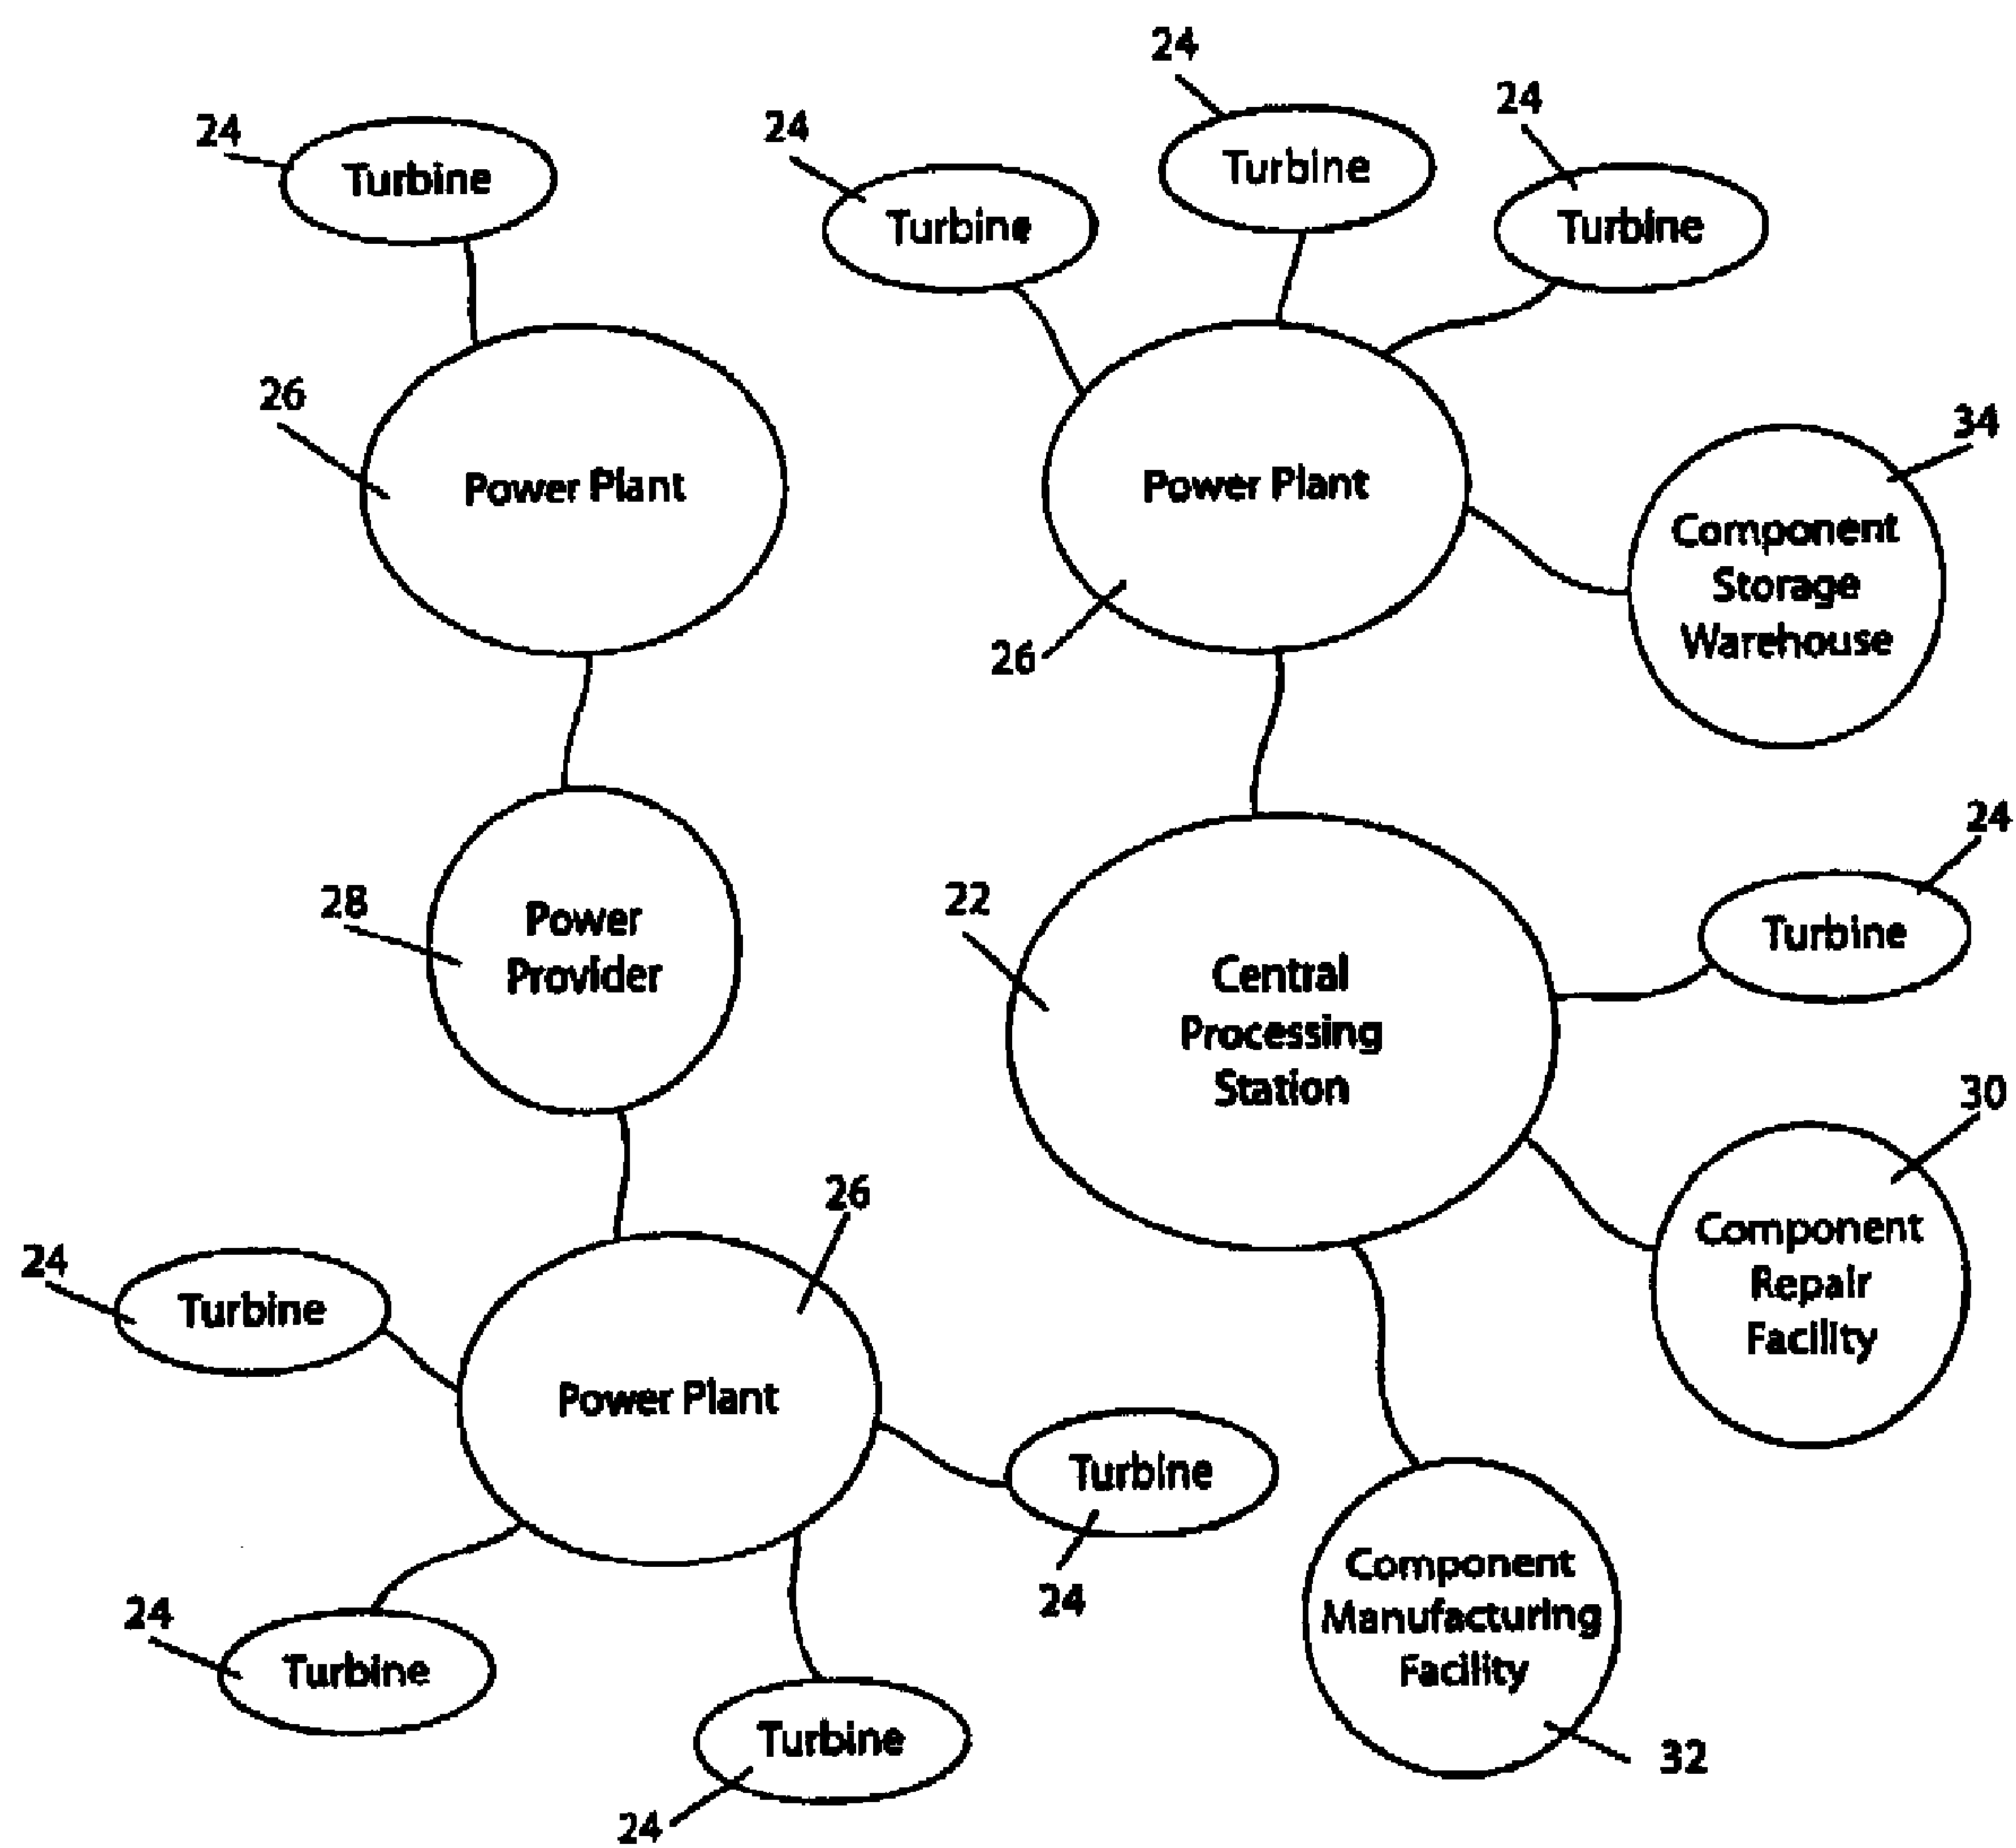 24
24
24
24
Turbine
Turbine
Turbine
Turbine
26
34
Power Plant
Power Plant
Component
Storage
Warehouse
26
24
28
Power
Provider
22
Turbine
Central
Processing
Station
30
26
Component
Repair
Facility
24
Turbine
Power Plant
Turbine
24
Component
Manufacturing
Facility
24
Turbine
Turbine
32
24